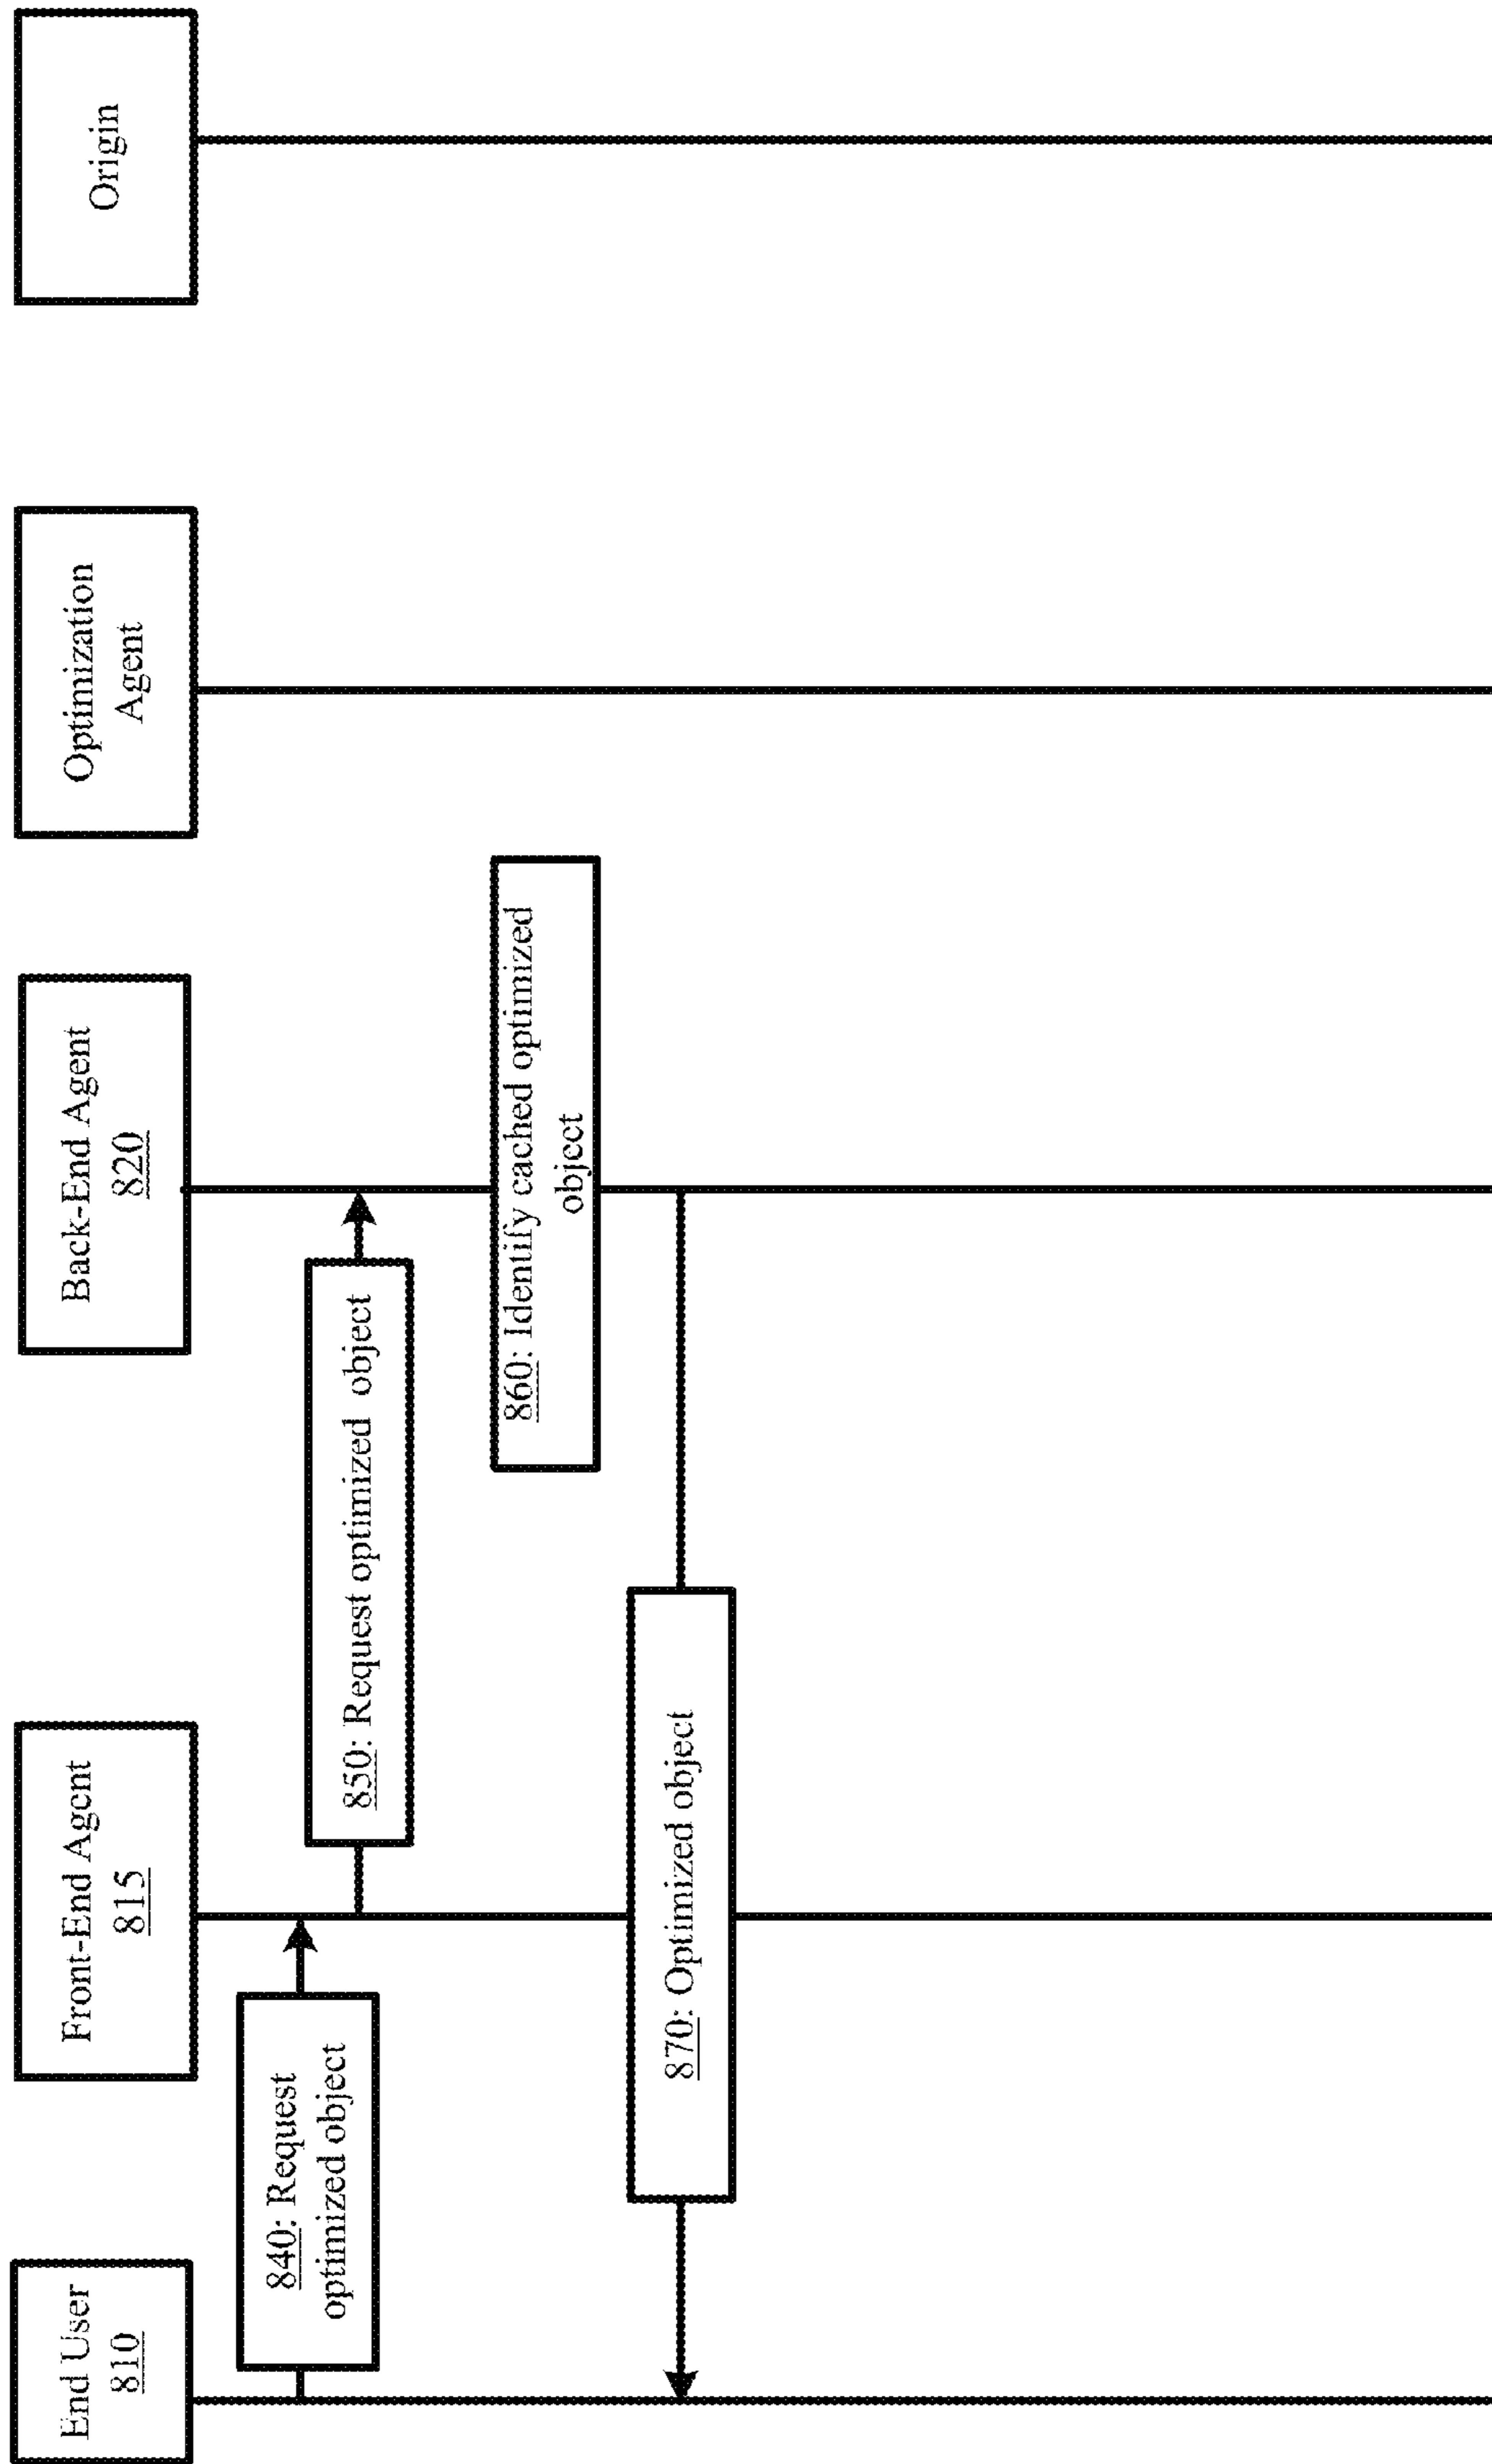 End User
810
Front-End Agent
815
Back-End Agent
820
Optimization
Agent
Origin
840: Request
optimized object
850: Request optimized object
860: Identify cached optimized
object
870: Optimized object